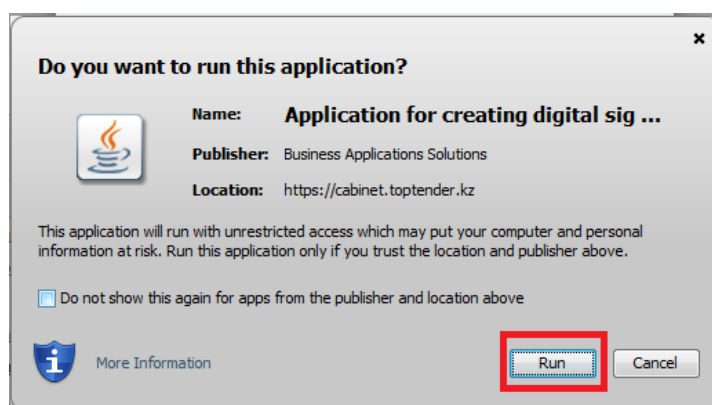 Do you want to run this application?
Name: Application for creating digital sig ...
Publisher: Business Applications Solutions
Location: https://cabinet.toptender.kz
This application will run with unrestricted access which may put your computer and personal
information at risk. Run this application only if you trust the location and publisher above.
Do not show this again for apps from the publisher and location above
More Information
Run Cancel